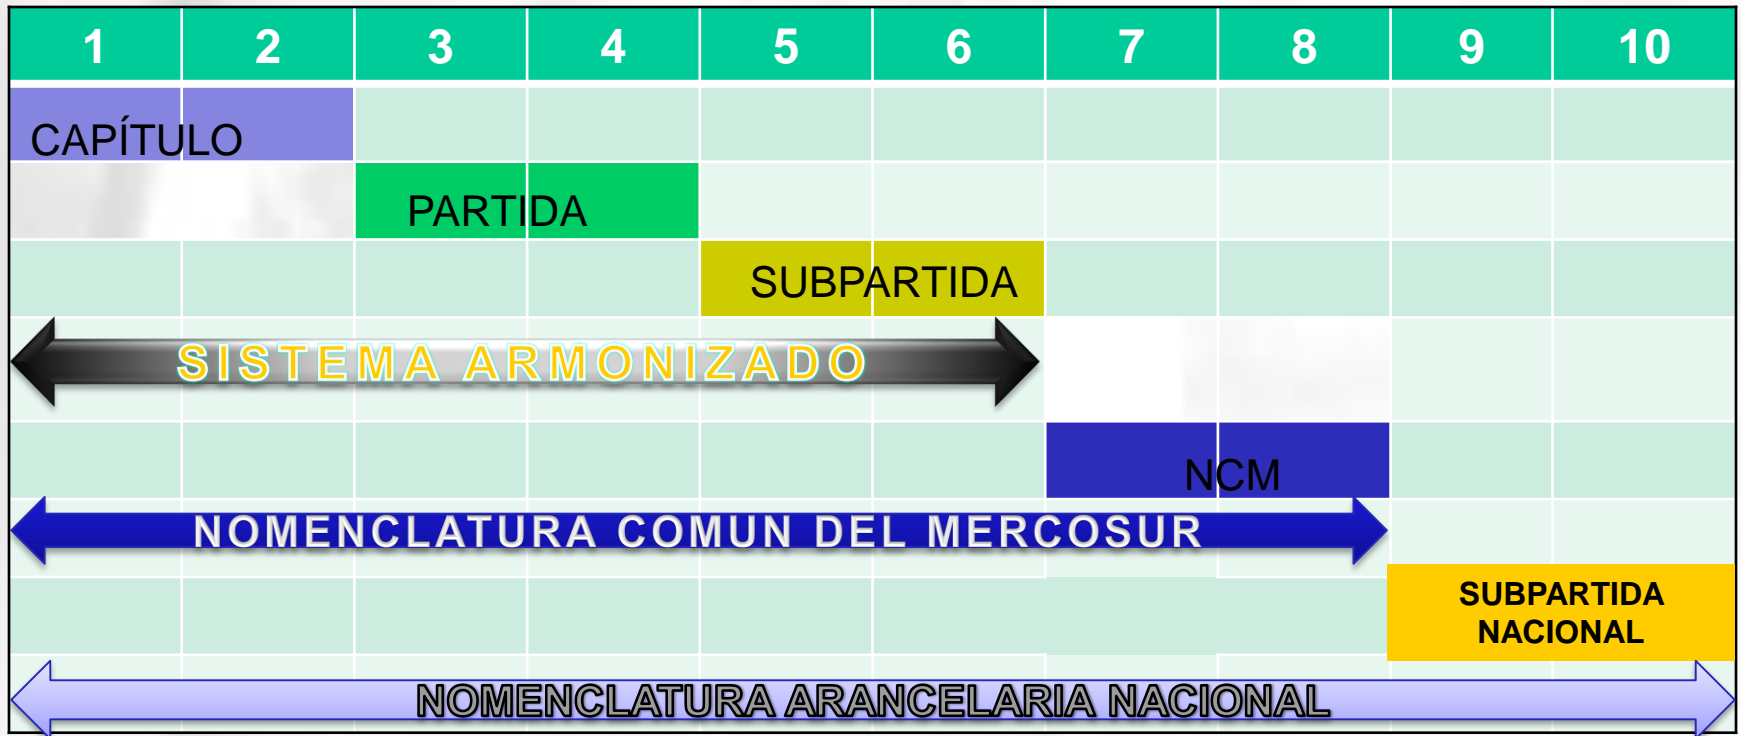 1 2 3 4 5 6 7 8 9 10
CAPÍTULO
PARTIDA
SUBPARTIDA
SISTEMA ARMONIZADO
NCM
NOMENCLATURA COMUN DEL MERCOSUR
SUBPARTIDA
NACIONAL
NOMENCLATURA ARANCELARIA NACIONAL